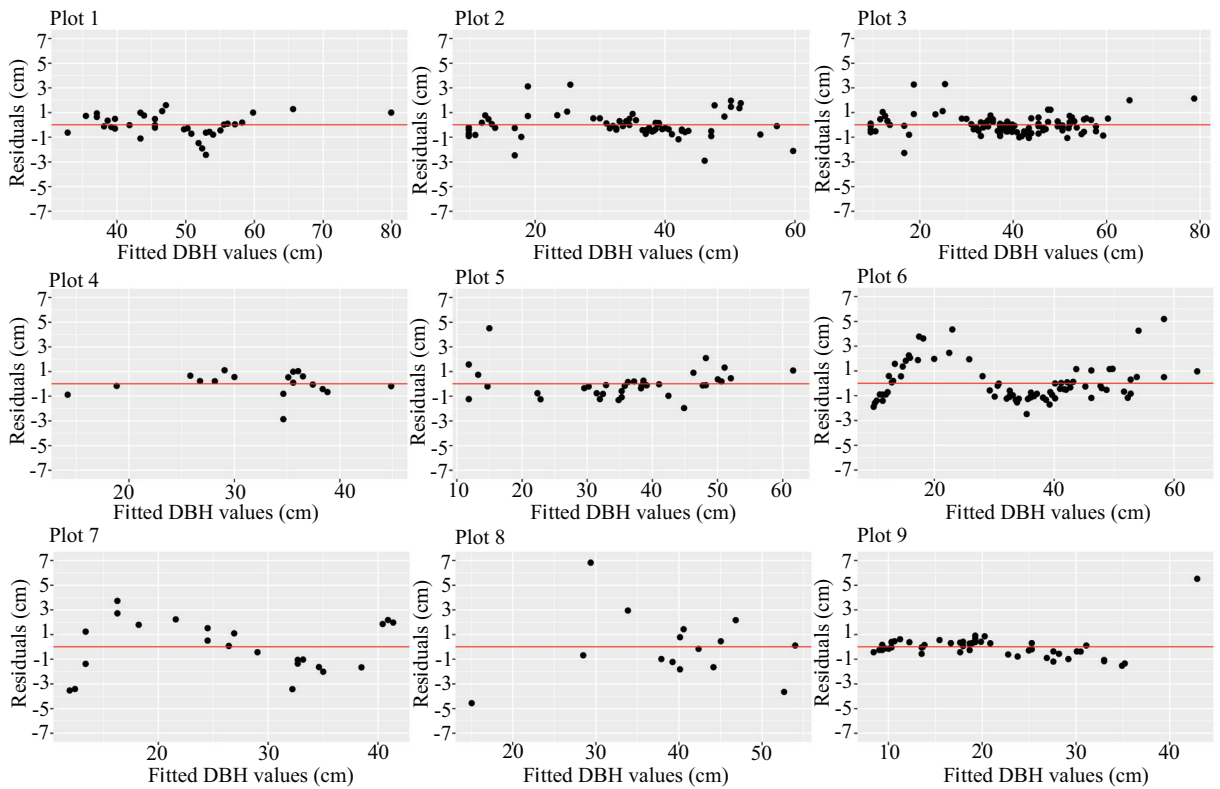 Plot 1
Residuals (cm)
7
5
3
1
-1
-3
-5
-7
40 50 60 70 80
Fitted DBH values (cm)
Plot 2
Residuals (cm)
7
5
3
1
-1
-3
-5
-7
20 40 60
Fitted DBH values (cm)
Plot 3
Residuals (cm)
7
5
3
1
-1
-3
-5
-7
20 40 60 80
Fitted DBH values (cm)
Plot 4
Residuals (cm)
7
5
3
1
-1
-3
-5
-7
20 30 40
Fitted DBH values (cm)
Plot 5
Residuals (cm)
7
5
3
1
-1
-3
-5
-7
10 20 30 40 50 60
Fitted DBH values (cm)
Plot 6
Residuals (cm)
7
5
3
1
-1
-3
-5
-7
20 40 60
Fitted DBH values (cm)
Plot 7
Residuals (cm)
7
5
3
1
-1
-3
-5
-7
20 30 40
Fitted DBH values (cm)
Plot 8
Residuals (cm)
7
5
3
1
-1
-3
-5
-7
20 30 40 50
Fitted DBH values (cm)
Plot 9
Residuals (cm)
7
5
3
1
-1
-3
-5
-7
10 20 30 40
Fitted DBH values (cm)